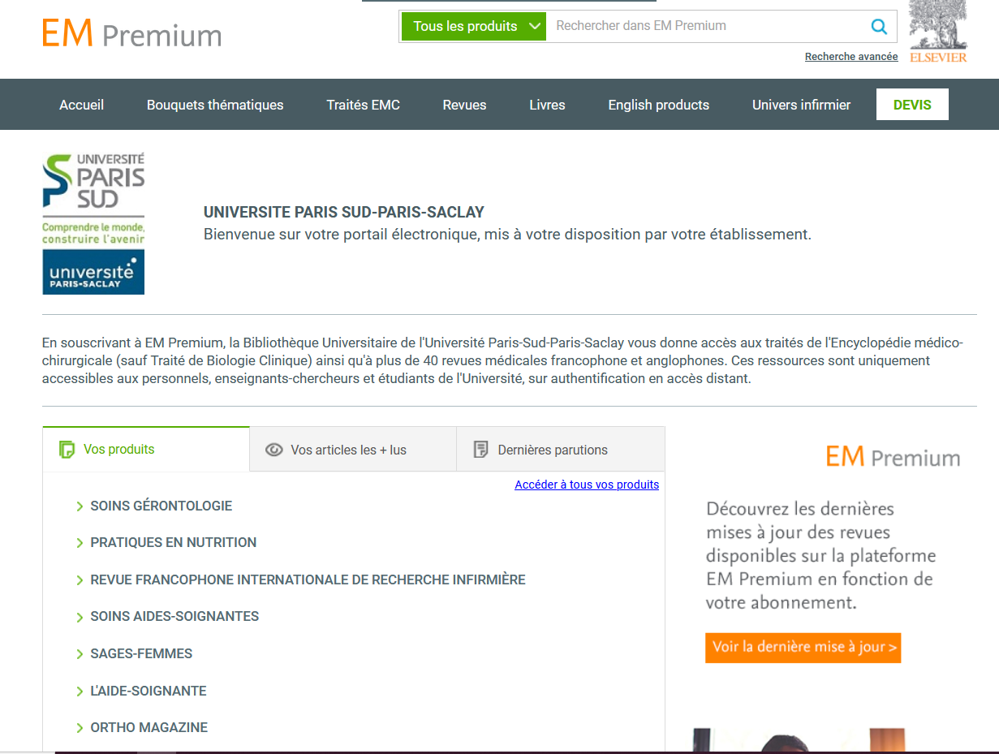 EM Premium
Tous les produits
Rechercher dans EM Premium
Recherche avancée
ELSEVIER
Accueil
Bouquets thématiques
Traités EMC
Revues
Livres
English products
Univers infirmier
DEVIS
UNIVERSITÉ
PARIS
SUD
Comprendre le monde,
construire l'avenir
université
PARIS-SACLAY
UNIVERSITE PARIS SUD-PARIS-SACLAY
Bienvenue sur votre portail électronique, mis à votre disposition par votre établissement.
En souscrivant à EM Premium, la Bibliothèque Universitaire de l'Université Paris-Sud-Paris-Saclay vous donne accès aux traités de l'Encyclopédie médico-
chirurgicale (sauf Traité de Biologie Clinique) ainsi qu'à plus de 40 revues médicales francophone et anglophones. Ces ressources sont uniquement
accessibles aux personnels, enseignants-chercheurs et étudiants de l'Université, sur authentification en accès distant.
Vos produits
Vos articles les + lus
Dernières parutions
Accéder à tous vos produits
SOINS GÉRONTOLOGIE
PRATIQUES EN NUTRITION
REVUE FRANCOPHONE INTERNATIONALE DE RECHERCHE INFIRMIÈRE
SOINS AIDES-SOIGNANTES
SAGES-FEMMES
L'AIDE-SOIGNANTE
ORTHO MAGAZINE
EM Premium
Découvrez les dernières
mises à jour des revues
disponibles sur la plateforme
EM Premium en fonction de
votre abonnement.
Voir la dernière mise à jour >